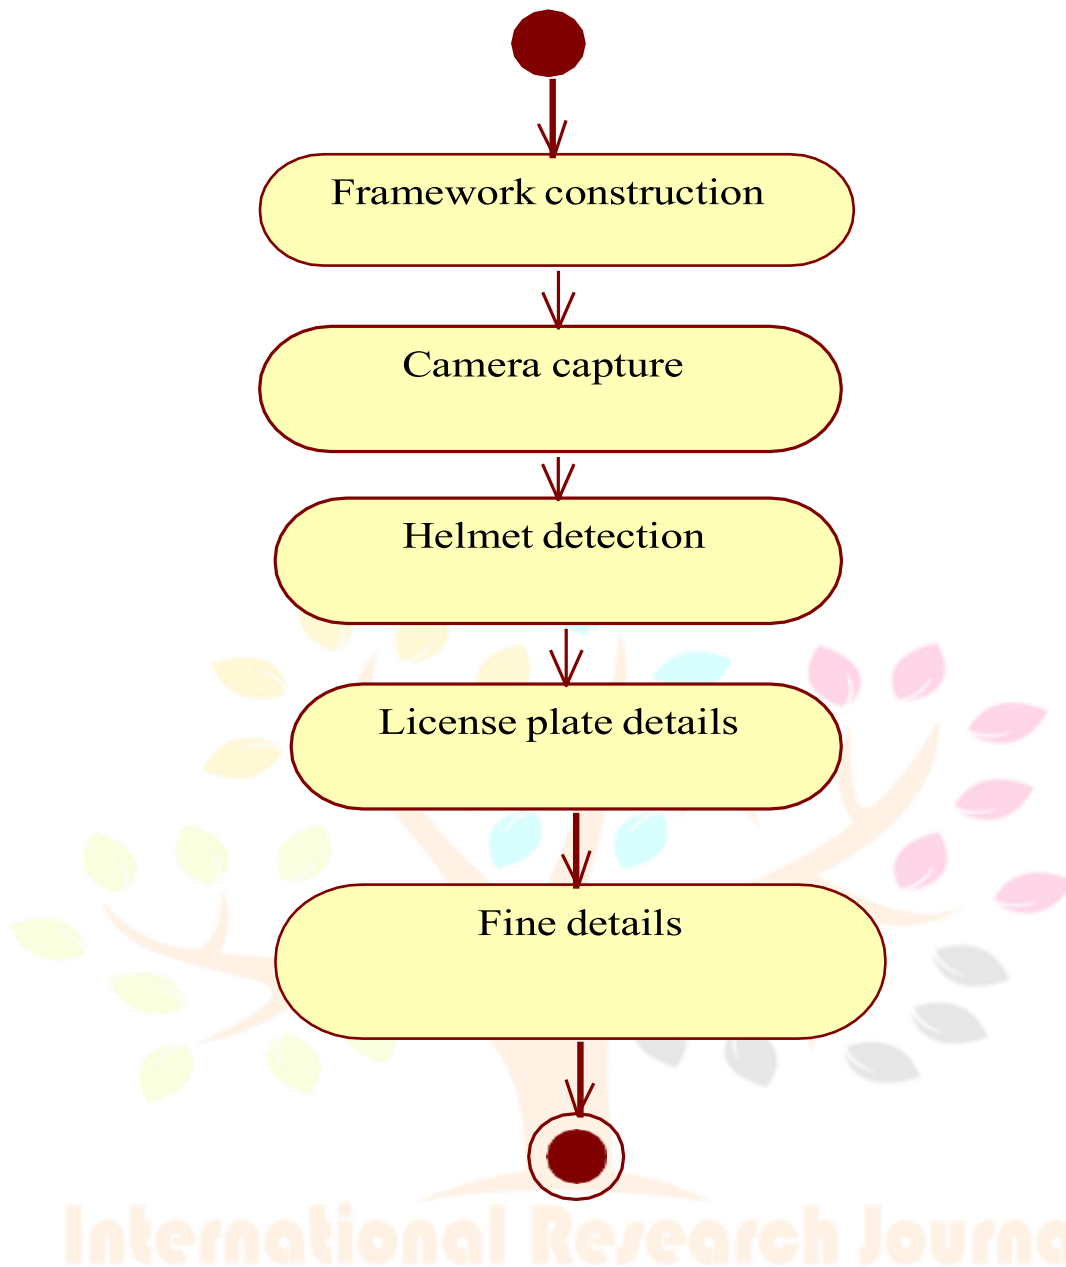 Framework construction
Camera capture
Helmet detection
License plate details
Fine details
International Research Journa